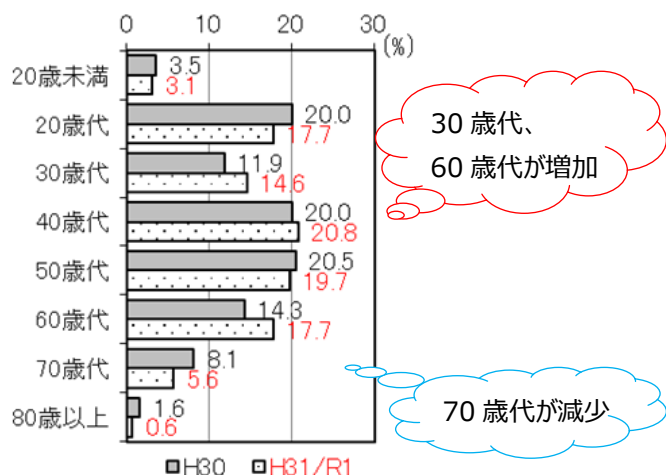 0 10 20 30
(%)
20歳未満 3.5
3.1
20歳代 20.0
17.7
30歳代 11.9
14.6
40歳代 20.0
20.8
50歳代 20.5
19.7
60歳代 14.3
17.7
70歳代 8.1
5.6
80歳以上 1.6
0.6
H30 H31/R1
30 歳代、
60 歳代が増加
70 歳代が減少